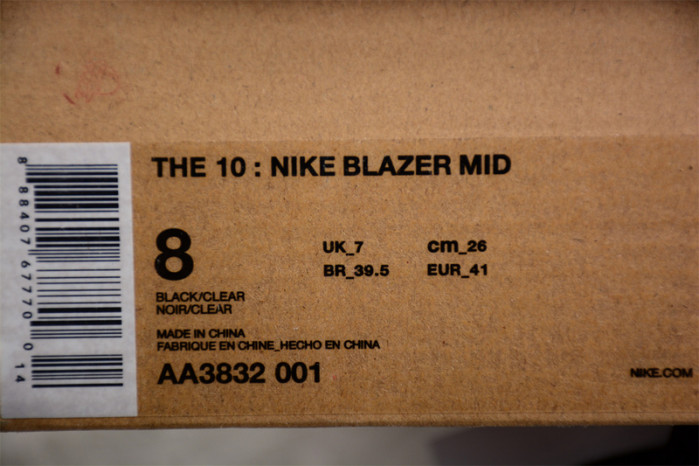 THE 10 : NIKE BLAZER MID
8
UK_7 cm_26
BR_39.5 EUR_41
BLACK/CLEAR
NOIR/CLEAR
MADE IN CHINA
FABRIQUE EN CHINE_HECHO EN CHINA
AA3832 001
NIKE.COM
8 88407 67770 0 14